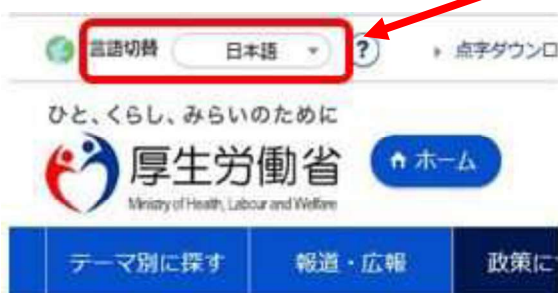 言語切替 日本語 ? 点字ダウンロ
ひと、くらし、みらいのために
厚生労働省 ホーム
Ministry of Health, Labour and Welfare
テーマ別に探す 報道・広報 政策に